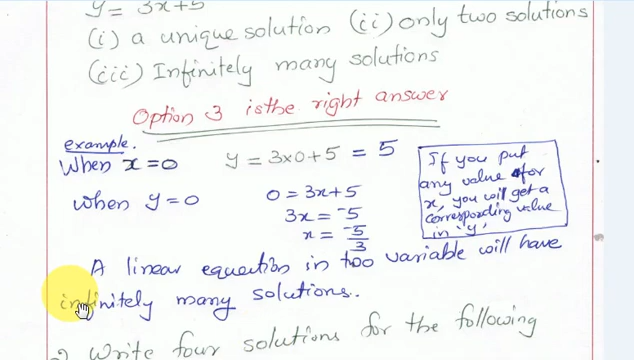 y = 3x+5
(i) a unique solution (ii) only two solutions
(iii) Infinitely many solutions
Option 3 is the right answer
example.
When x=0 y = 3x0+5 = 5
when y=0 0 = 3x+5
3x = -5
x = -5/3
If you put
any value for
x, you will get a
corresponding value
in 'y'
A linear equation in two variable will have
infinitely many solutions.
2) Write four solutions for the following